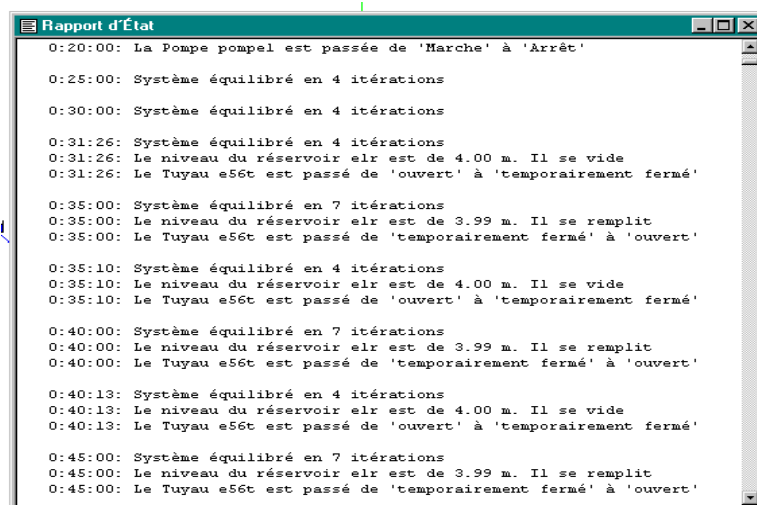 Rapport d'État
0:20:00: La Pompe pompe1 est passée de 'Marche' à 'Arrêt'
0:25:00: Système équilibré en 4 itérations
0:30:00: Système équilibré en 4 itérations
0:31:26: Système équilibré en 4 itérations
0:31:26: Le niveau du réservoir e1r est de 4.00 m. Il se vide
0:31:26: Le Tuyau e56t est passé de 'ouvert' à 'temporairement fermé'
0:35:00: Système équilibré en 7 itérations
0:35:00: Le niveau du réservoir e1r est de 3.99 m. Il se remplit
0:35:00: Le Tuyau e56t est passé de 'temporairement fermé' à 'ouvert'
0:35:10: Système équilibré en 4 itérations
0:35:10: Le niveau du réservoir e1r est de 4.00 m. Il se vide
0:35:10: Le Tuyau e56t est passé de 'ouvert' à 'temporairement fermé'
0:40:00: Système équilibré en 7 itérations
0:40:00: Le niveau du réservoir e1r est de 3.99 m. Il se remplit
0:40:00: Le Tuyau e56t est passé de 'temporairement fermé' à 'ouvert'
0:40:13: Système équilibré en 4 itérations
0:40:13: Le niveau du réservoir e1r est de 4.00 m. Il se vide
0:40:13: Le Tuyau e56t est passé de 'ouvert' à 'temporairement fermé'
0:45:00: Système équilibré en 7 itérations
0:45:00: Le niveau du réservoir e1r est de 3.99 m. Il se remplit
0:45:00: Le Tuyau e56t est passé de 'temporairement fermé' à 'ouvert'